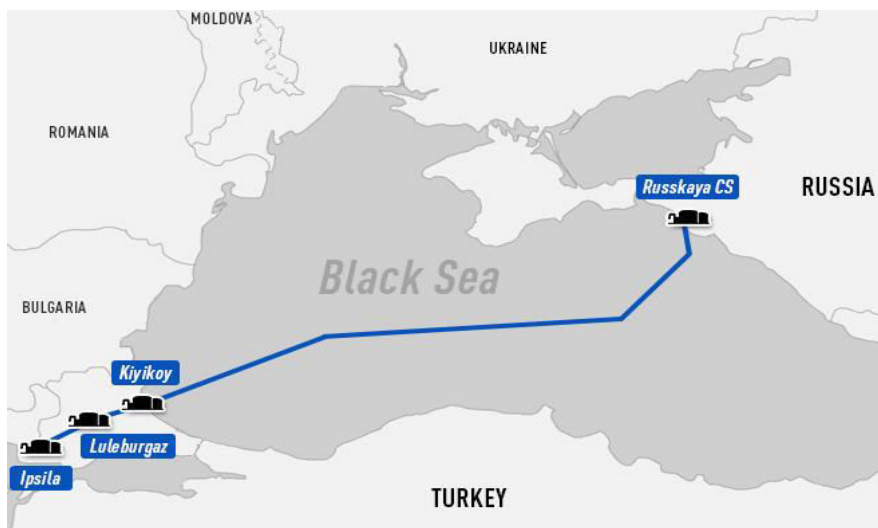 MOLDOVA
UKRAINE
ROMANIA
Russkaya CS
RUSSIA
Black Sea
BULGARIA
Kiyikoy
Luleburgaz
Ipsila
TURKEY